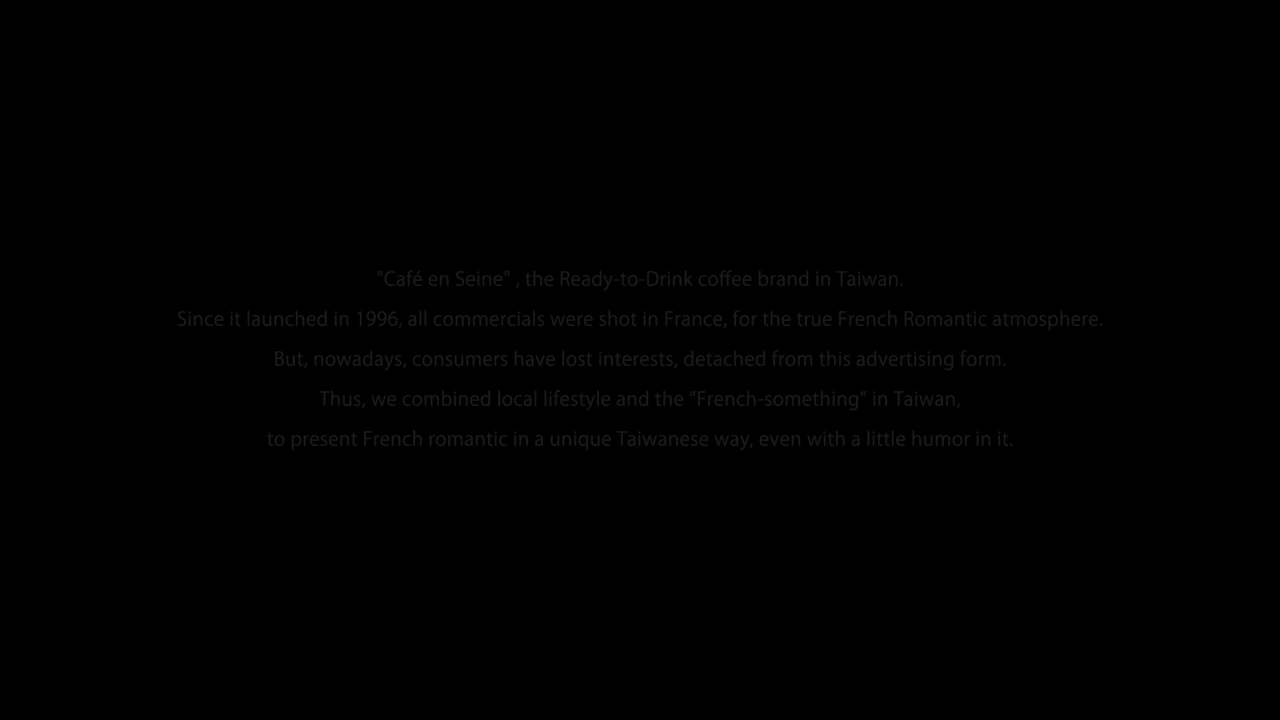 "Café en Seine" , the Ready-to-Drink coffee brand in Taiwan.
Since it launched in 1996, all commercials were shot in France, for the true French Romantic atmosphere.
But, nowadays, consumers have lost interests, detached from this advertising form.
Thus, we combined local lifestyle and the “French-something” in Taiwan,
to present French romantic in a unique Taiwanese way, even with a little humor in it.